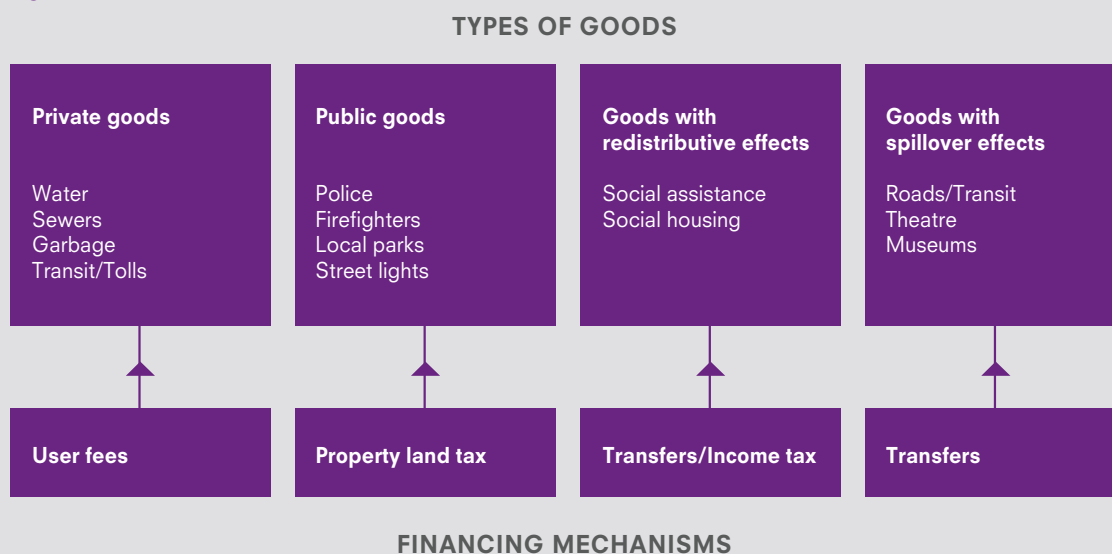 TYPES OF GOODS
Private goods
Water
Sewers
Garbage
Transit/Tolls
Public goods
Police
Firefighters
Local parks
Street lights
Goods with
redistributive effects
Social assistance
Social housing
Goods with
spillover effects
Roads/Transit
Theatre
Museums
User fees
Property land tax
Transfers/Income tax
Transfers
FINANCING MECHANISMS